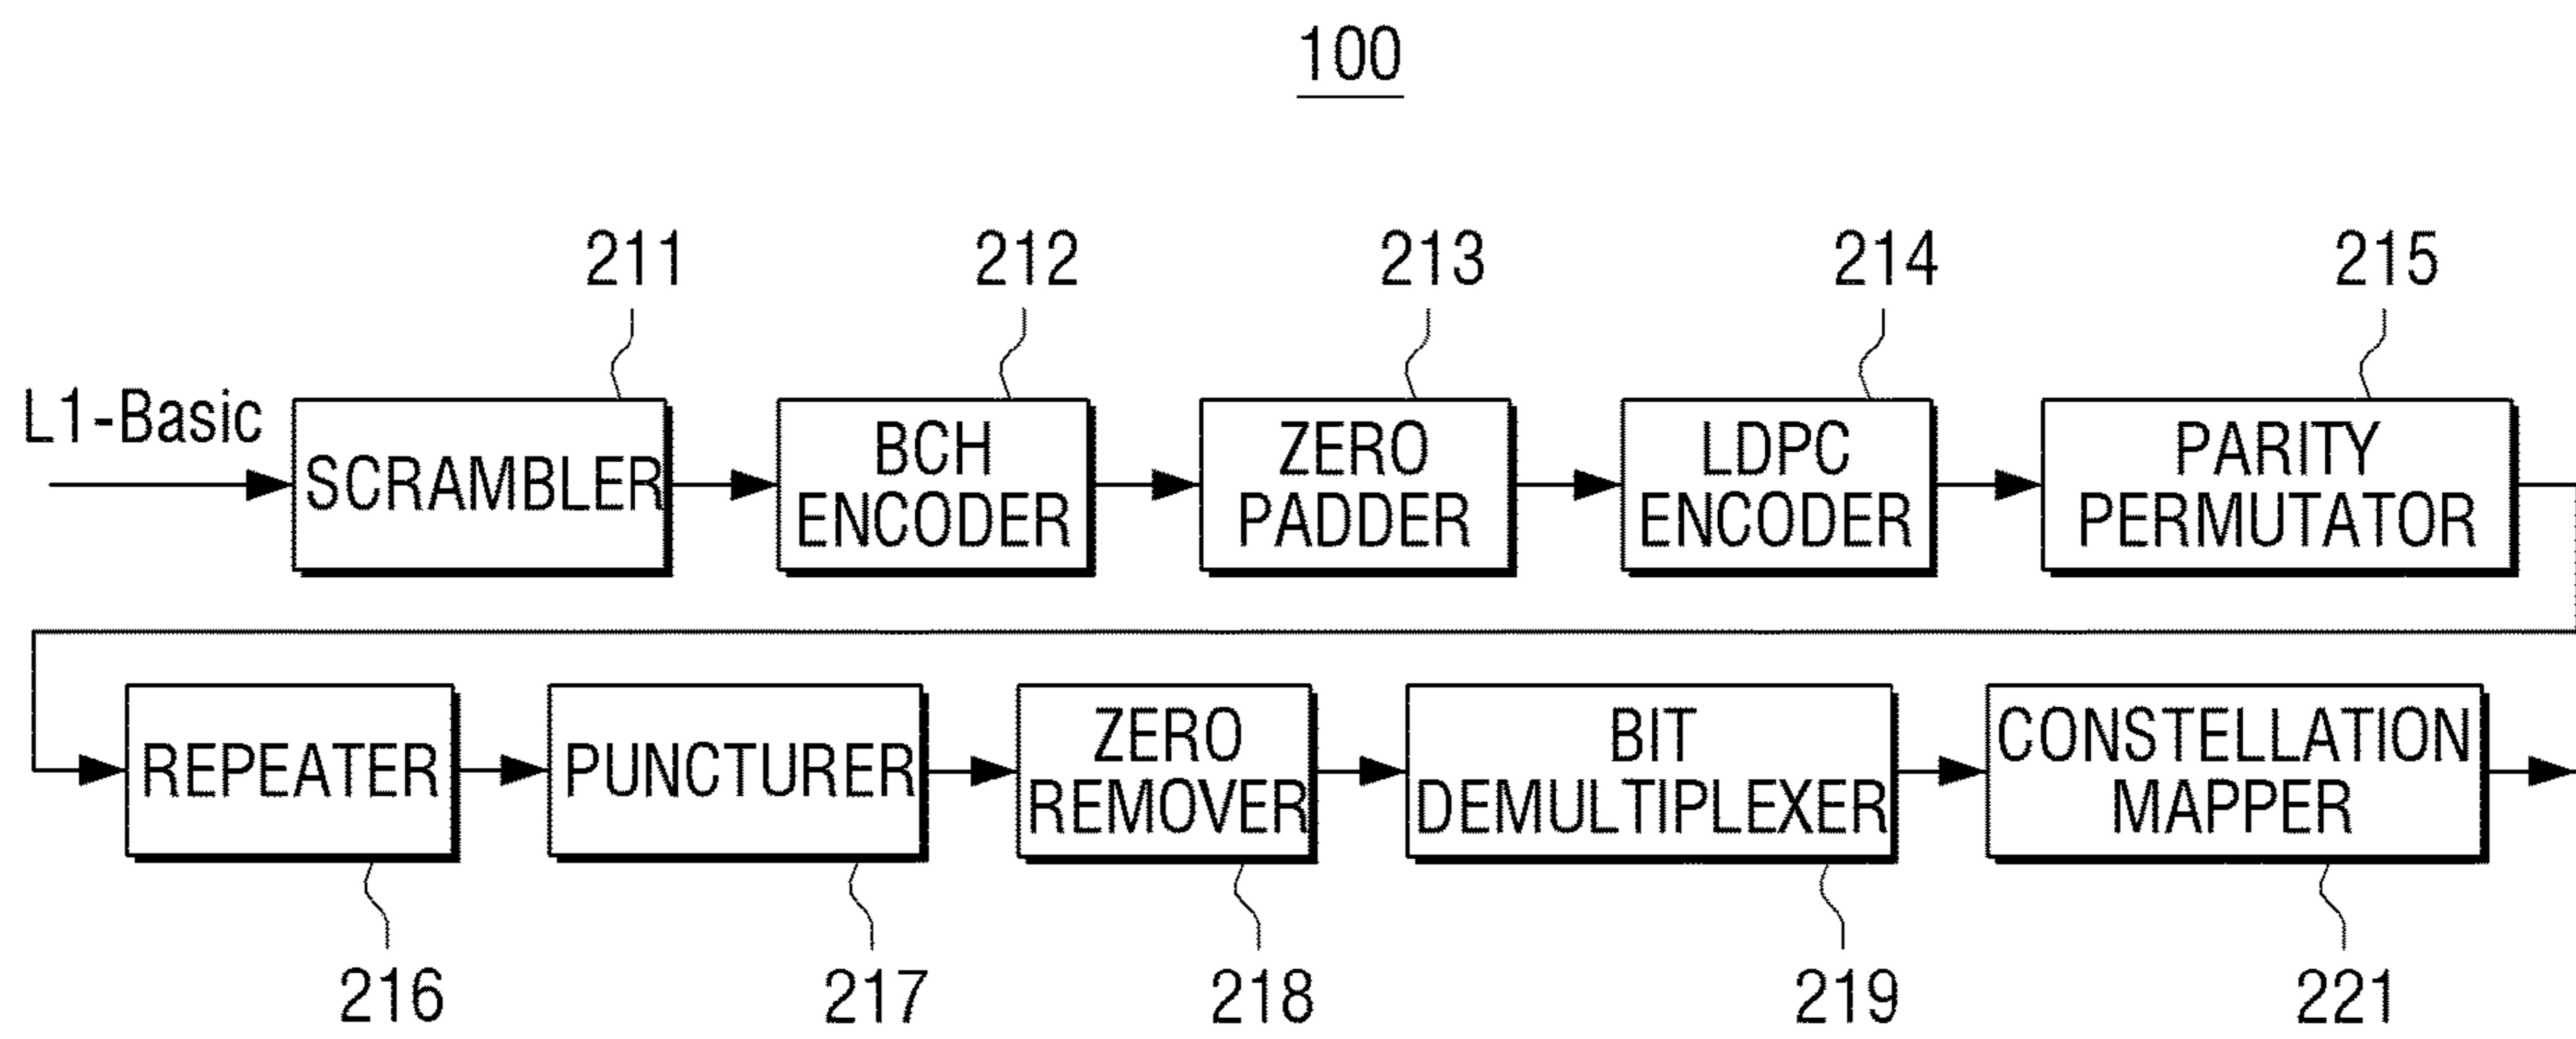 100
211
212
213
214
215
L1-Basic
SCRAMBLER
BCH
ENCODER
ZERO
PADDER
LDPC
ENCODER
PARITY
PERMUTATOR
REPEATER
PUNCTURER
ZERO
REMOVER
BIT
DEMULTIPLEXER
CONSTELLATION
MAPPER
216
217
218
219
221